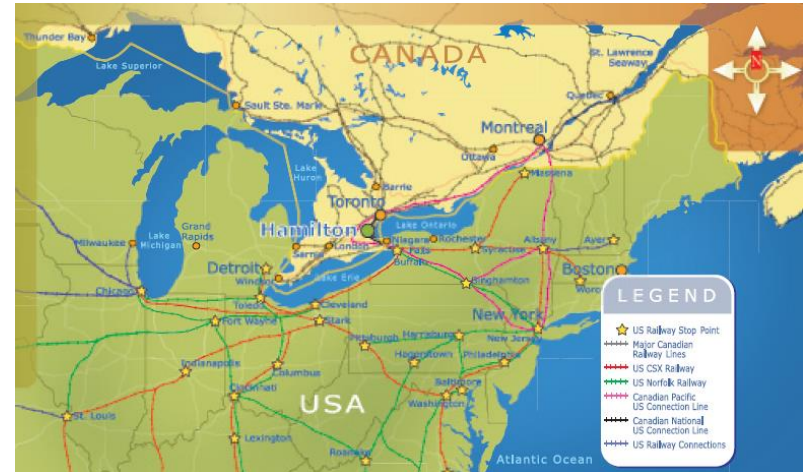 CANADA
Thunder Bay
Lake Superior
St. Lawrence
Seaway
N
Sault Ste. Marie
Quebec
Montreal
Ottawa
Massena
Lake
Huron
Barrie
Toronto
Hamilton
Lake Ontario
Grand
Rapids
Lake
Michigan
Milwaukee
London
Sarnia
Niagara
Falls
Rochester
Syracuse
Albany
Ayer
Buffalo
Detroit
Windsor
Lake Erie
Boston
Chicago
Toledo
Cleveland
Binghamton
Fort Wayne
Stark
New York
New Jersey
Pittsburgh
Harrisburg
Hagerstown
Philadelphia
Indianapolis
Columbus
Cincinnati
USA
Baltimore
Washington
St. Louis
Lexington
Roanoke
Atlantic Ocean
LEGEND
US Railway Stop Point
Major Canadian
Railway Lines
US CSX Railway
US Norfolk Railway
Canadian Pacific
US Connection Line
Canadian National
US Connection Line
US Railway Connections